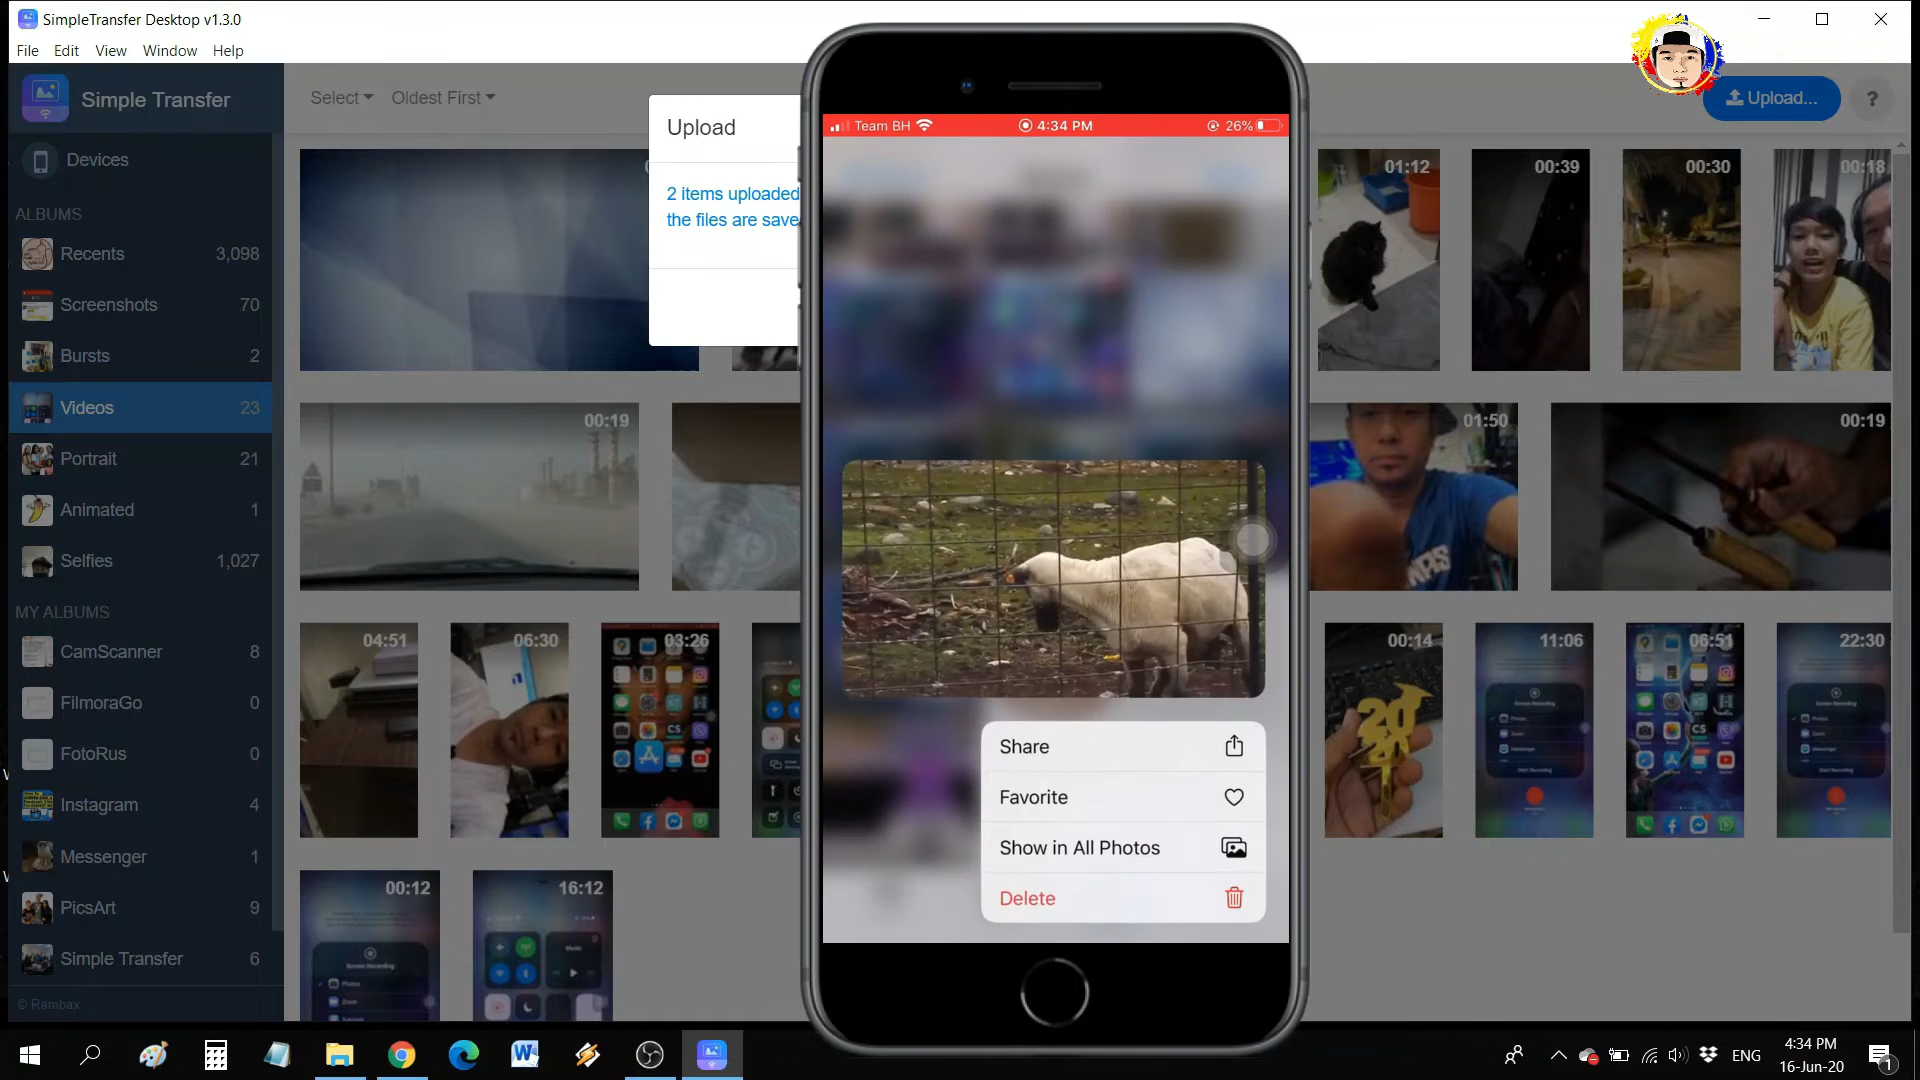 SimpleTransfer Desktop v1.3.0
File Edit View Window Help
Simple Transfer
Select
Oldest First
Upload...
?
Devices
ALBUMS
Recents 3,098
Screenshots 70
Bursts 2
Videos 23
Portrait 21
Animated 1
Selfies 1,027
MY ALBUMS
CamScanner 8
FilmoraGo 0
FotoRus 0
Instagram 4
Messenger 1
PicsArt 9
Simple Transfer 6
© Rambax
Upload
2 items uploaded
the files are save
Team BH
4:34 PM
26%
01:12
00:39
00:30
00:18
00:19
01:50
00:19
04:51
06:30
03:26
00:14
11:06
06:51
22:30
00:12
16:12
Share
Favorite
Show in All Photos
Delete
ENG
4:34 PM
16-Jun-20
1